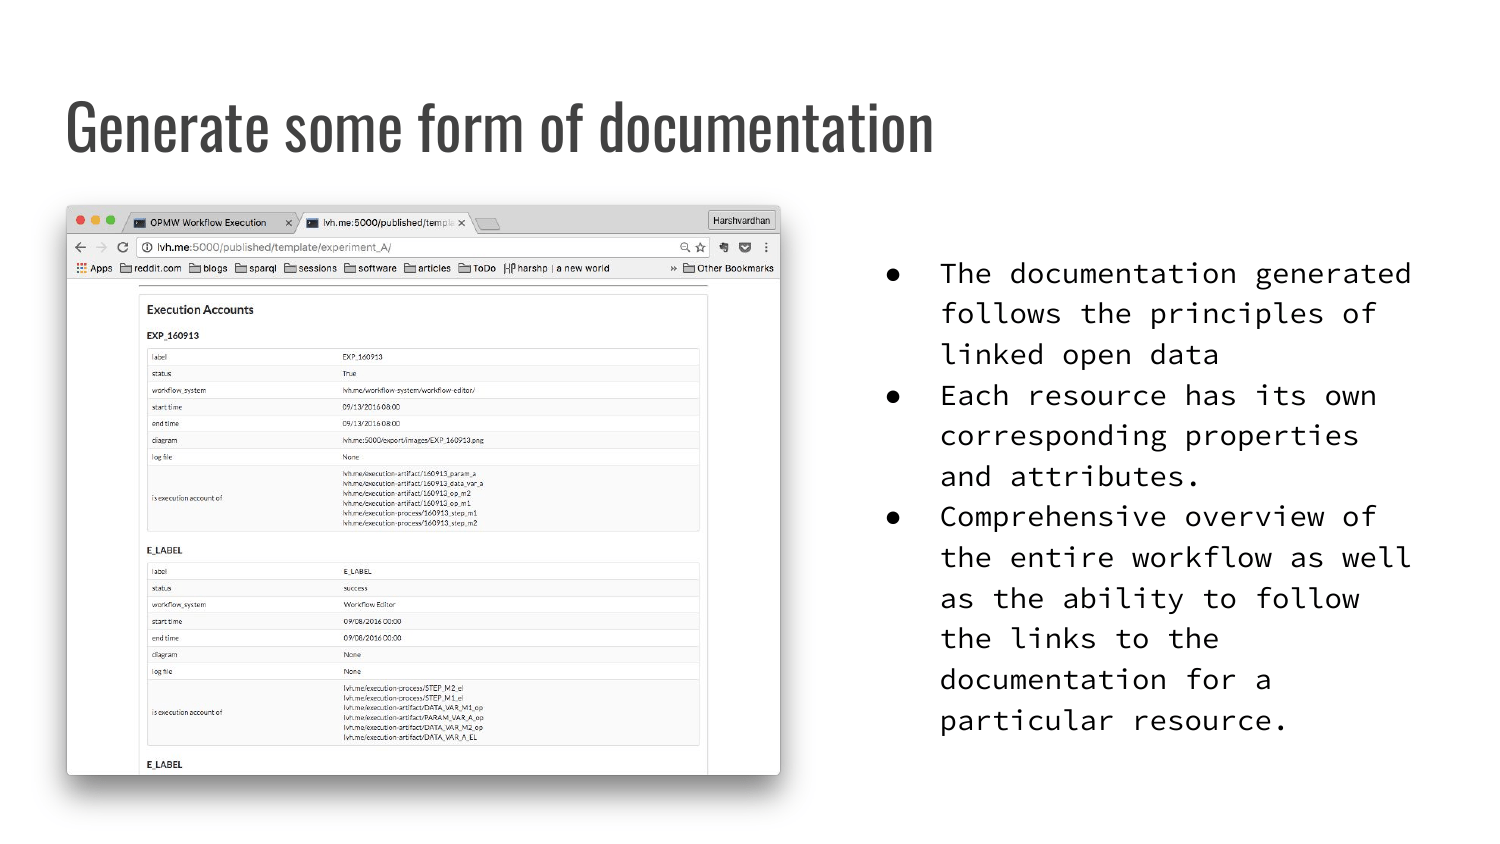 Generate some form of documentation
OPMW Workflow Execution
lvh.me:5000/published/templa
Harshvardhan
lvh.me:5000/published/template/experiment_A/
Apps reddit.com blogs sparql sessions software articles ToDo harshp | a new world » Other Bookmarks
Execution Accounts
EXP_160913
label EXP_160913
status True
workflow_system lvh.me/workflow-system/workflow-editor/
start time 09/13/2016 08:00
end time 09/13/2016 08:00
diagram lvh.me:5000/export/images/EXP_160913.png
log file None
is execution account of
lvh.me/execution-artifact/160913_param_a
lvh.me/execution-artifact/160913_data_var_a
lvh.me/execution-artifact/160913_op_m2
lvh.me/execution-artifact/160913_op_m1
lvh.me/execution-process/160913_step_m1
lvh.me/execution-process/160913_step_m2
E_LABEL
label E_LABEL
status success
workflow_system Workflow Editor
start time 09/08/2016 00:00
end time 09/08/2016 00:00
diagram None
log file None
is execution account of
lvh.me/execution-process/STEP_M2_el
lvh.me/execution-process/STEP_M1_el
lvh.me/execution-artifact/DATA_VAR_M1_op
lvh.me/execution-artifact/PARAM_VAR_A_op
lvh.me/execution-artifact/DATA_VAR_M2_op
lvh.me/execution-artifact/DATA_VAR_A_EL
E_LABEL
● The documentation generated
follows the principles of
linked open data
● Each resource has its own
corresponding properties
and attributes.
● Comprehensive overview of
the entire workflow as well
as the ability to follow
the links to the
documentation for a
particular resource.